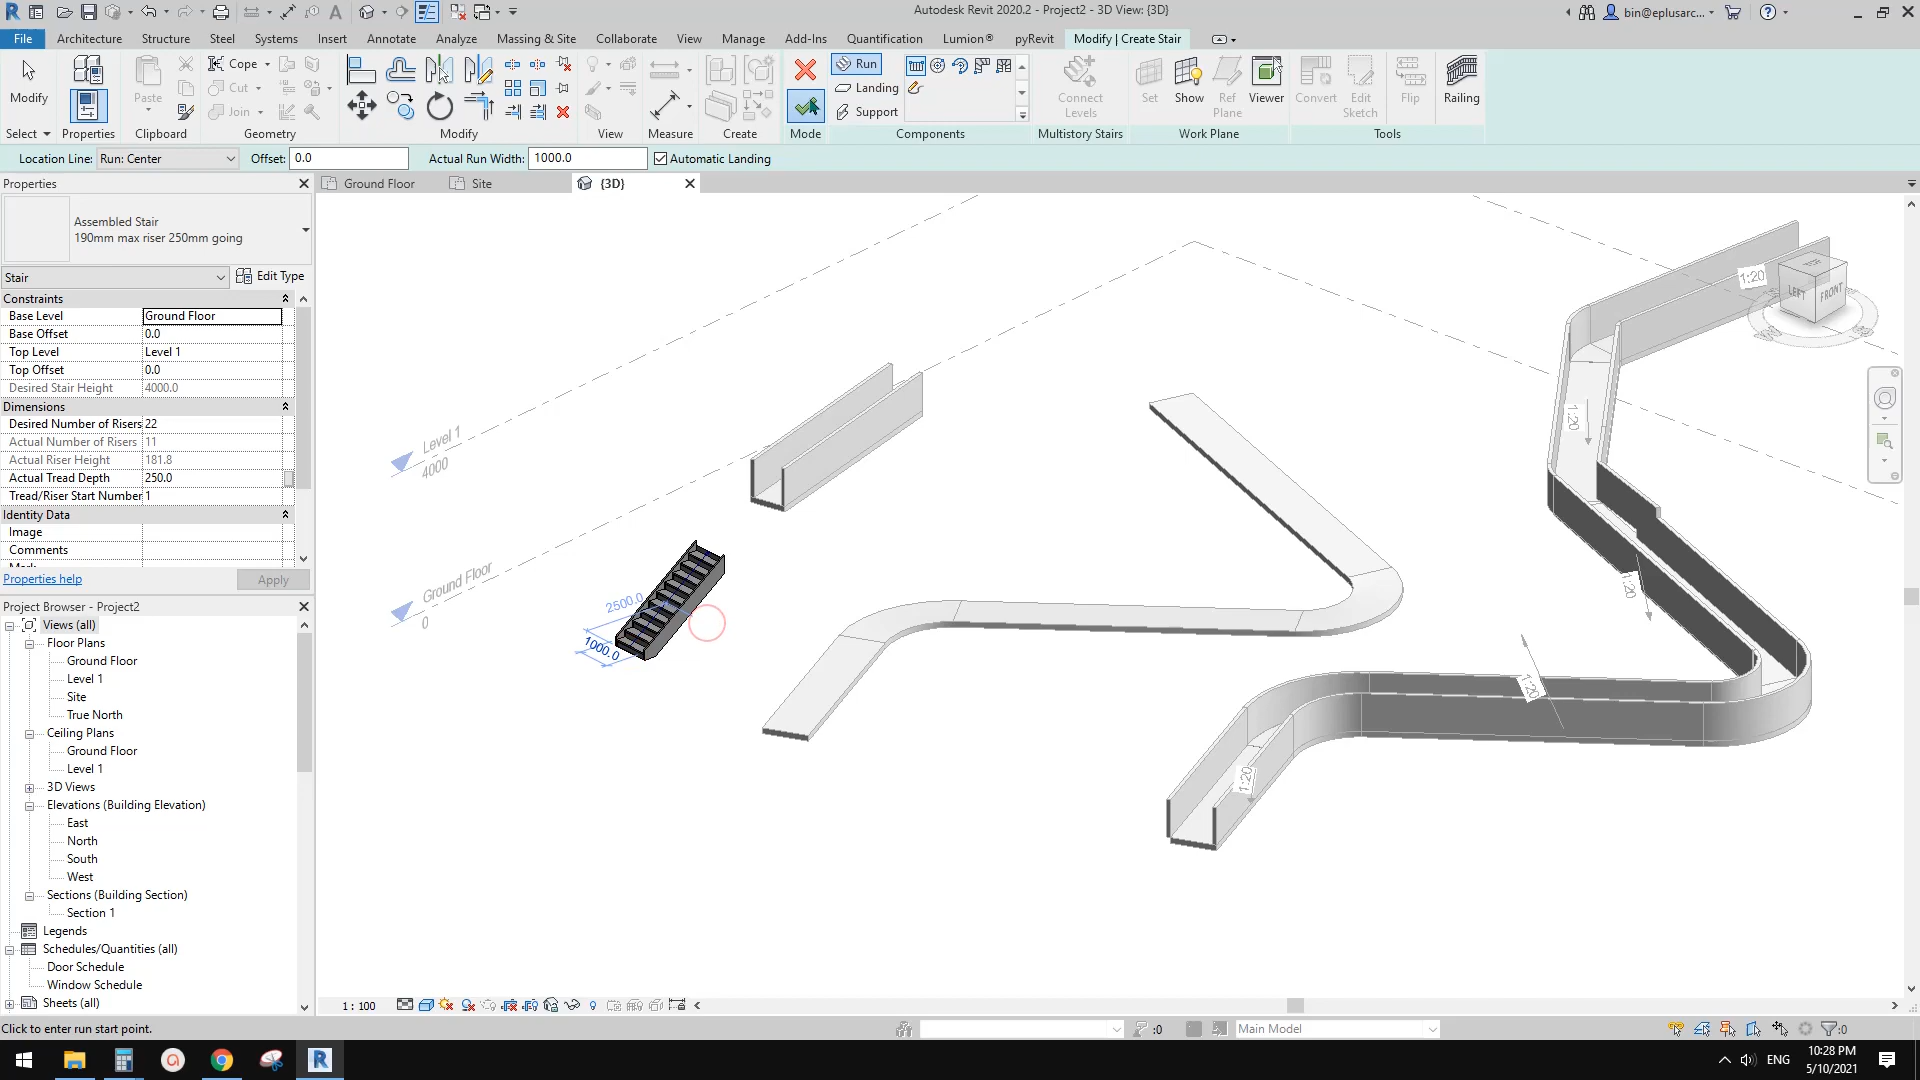 Autodesk Revit 2020.2 - Project2 - 3D View: {3D}
bin@eplusarc...
File Architecture Structure Steel Systems Insert Annotate Analyze Massing & Site Collaborate View Manage Add-Ins Quantification Lumion® pyRevit Modify | Create Stair
Modify
Paste
Cope
Cut
Join
Run
Landing
Support
Connect
Levels
Set Show Ref
Plane
Viewer
Convert Edit
Sketch
Flip Railing
Select Properties Clipboard Geometry Modify View Measure Create Mode Components Multistory Stairs Work Plane Tools
Location Line: Run: Center Offset: 0.0 Actual Run Width: 1000.0 Automatic Landing
Properties
Ground Floor Site {3D}
Assembled Stair
190mm max riser 250mm going
Stair Edit Type
Constraints
Base Level Ground Floor
Base Offset 0.0
Top Level Level 1
Top Offset 0.0
Desired Stair Height 4000.0
Dimensions
Desired Number of Risers 22
Actual Number of Risers 11
Actual Riser Height 181.8
Actual Tread Depth 250.0
Tread/Riser Start Number 1
Identity Data
Image
Comments
Properties help Apply
Project Browser - Project2
Views (all)
Floor Plans
Ground Floor
Level 1
Site
True North
Ceiling Plans
Ground Floor
Level 1
3D Views
Elevations (Building Elevation)
East
North
South
West
Sections (Building Section)
Section 1
Legends
Schedules/Quantities (all)
Door Schedule
Window Schedule
Sheets (all)
Level 1
4000
Ground Floor
0
2500.0
1000.0
1:20
1:20
1:20
1:20
1:20
TOP
LEFT FRONT
1 : 100
Click to enter run start point.
:0 Main Model :0
ENG
10:28 PM
5/10/2021